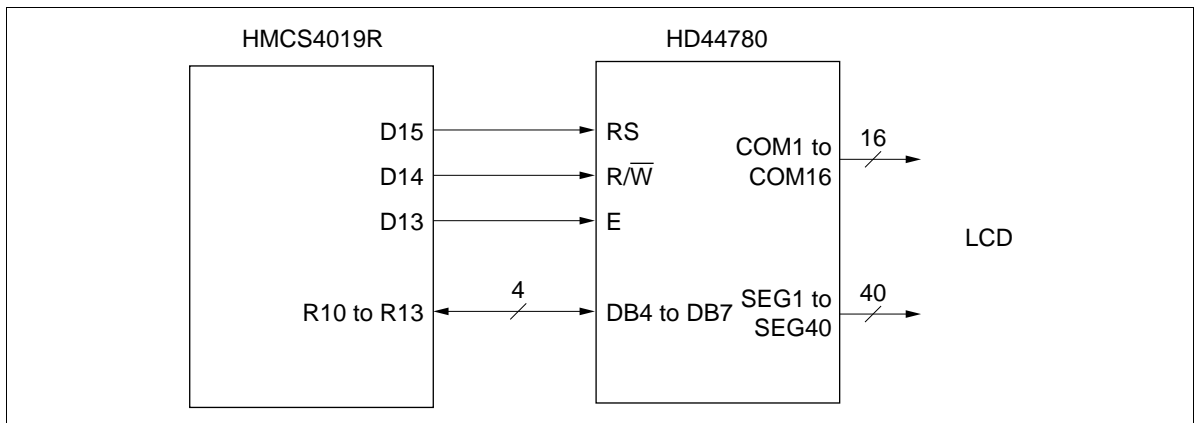 HMCS4019R
HD44780
D15
RS
D14
R/W̅
D13
E
R10 to R13
4
DB4 to DB7
COM1 to
COM16
16
SEG1 to
SEG40
40
LCD